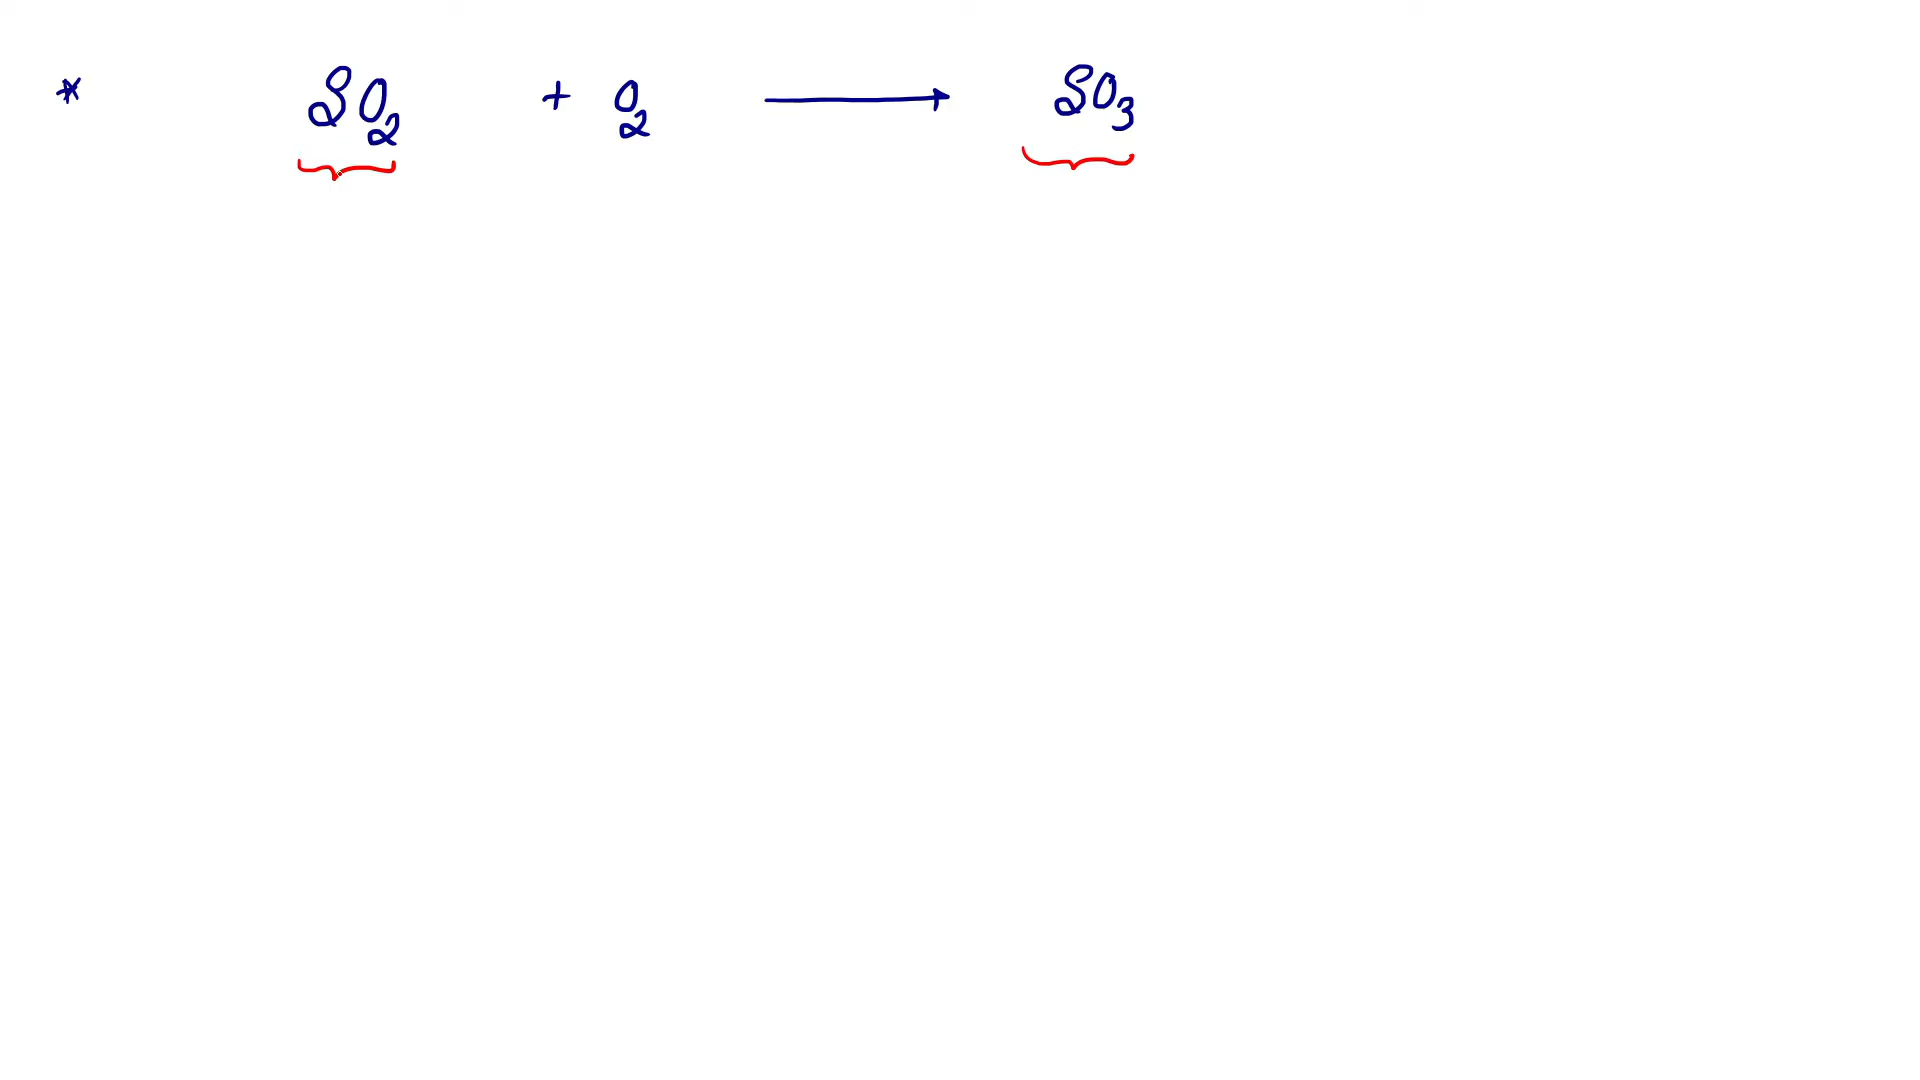 * SO₂ + O₂ ⟶ SO₃